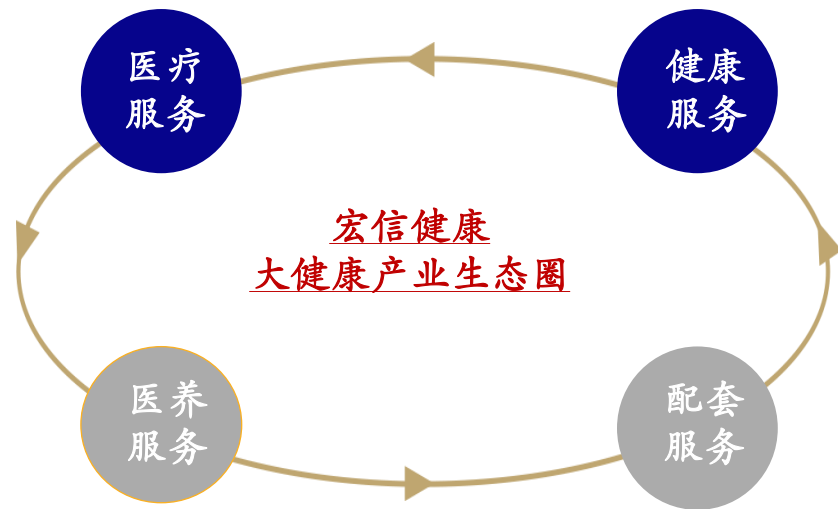 医疗
服务
健康
服务
宏信健康
大健康产业生态圈
医养
服务
配套
服务